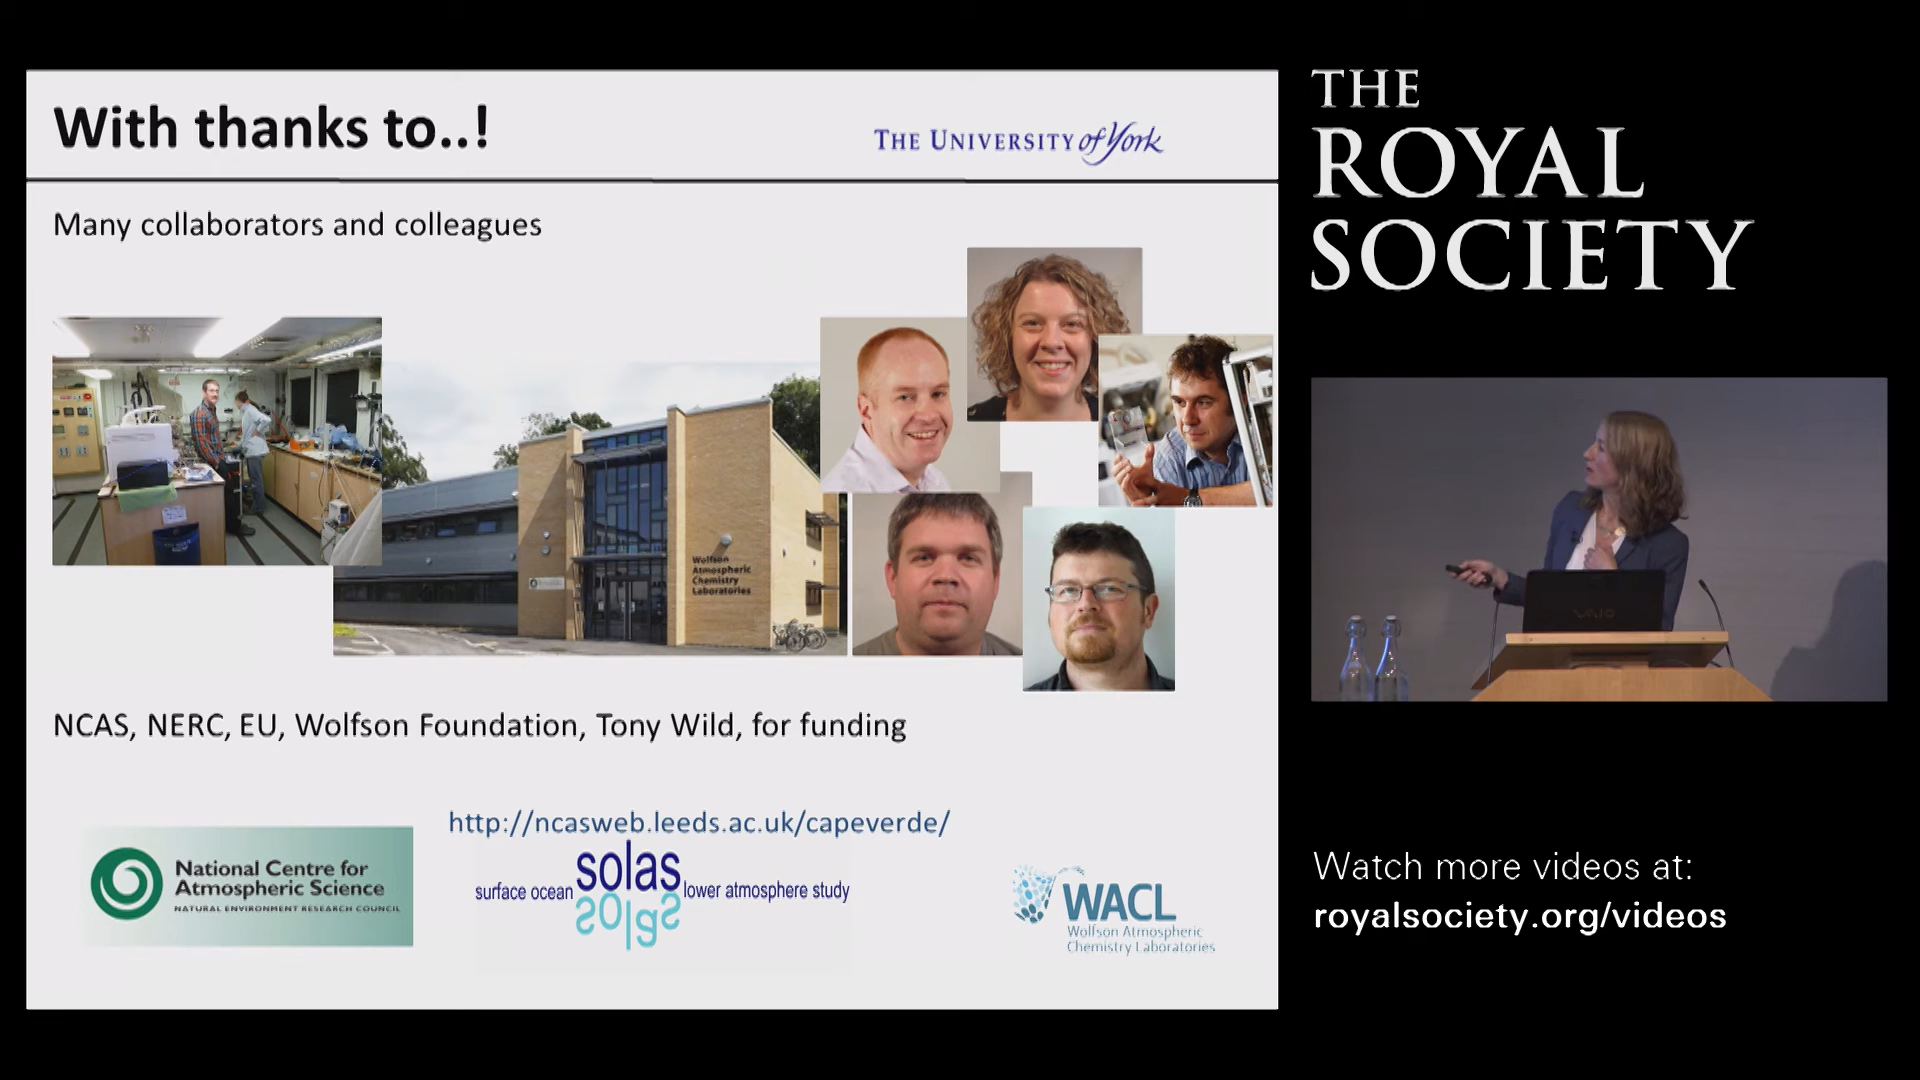 With thanks to..!
THE UNIVERSITY of York
Many collaborators and colleagues
Wolfson
Atmospheric
Chemistry
Laboratories
NCAS, NERC, EU, Wolfson Foundation, Tony Wild, for funding
National Centre for
Atmospheric Science
NATURAL ENVIRONMENT RESEARCH COUNCIL
http://ncasweb.leeds.ac.uk/capeverde/
surface ocean solas lower atmosphere study
solas
WACL
Wolfson Atmospheric
Chemistry Laboratories
THE
ROYAL
SOCIETY
VAIO
Watch more videos at:
royalsociety.org/videos